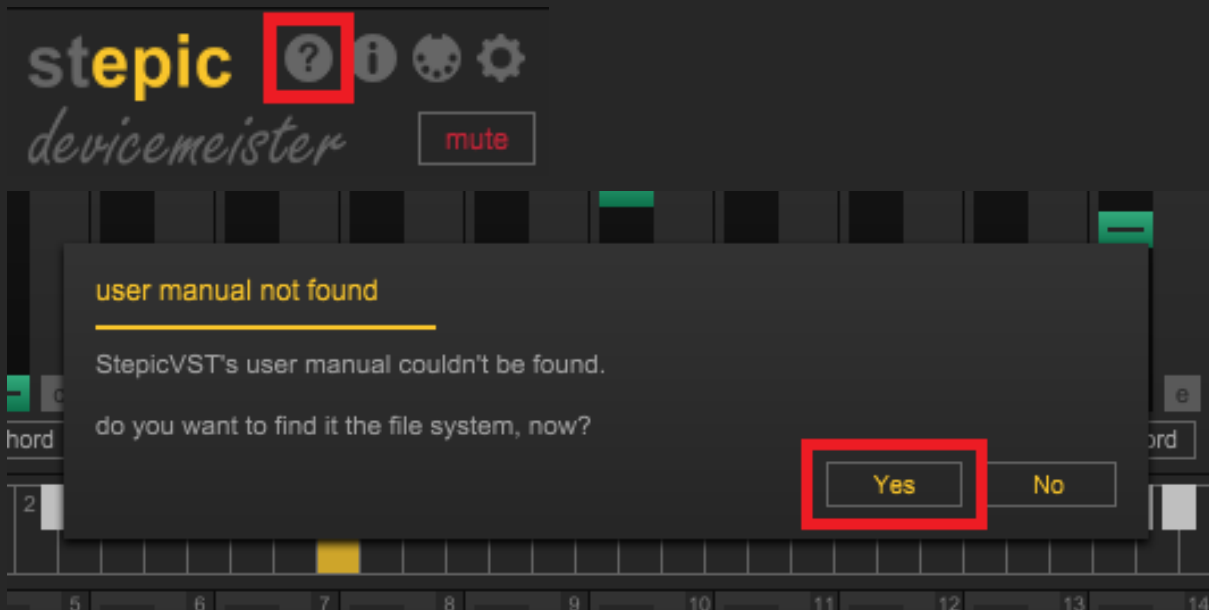 stepic ? i
devicemeister mute
user manual not found
StepicVST's user manual couldn't be found.
do you want to find it the file system, now?
e
hord
Yes No
2
5 6 7 8 9 10 11 12 13 14